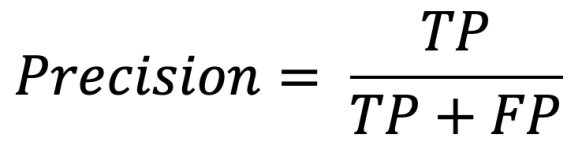 Precision = TP / TP + FP